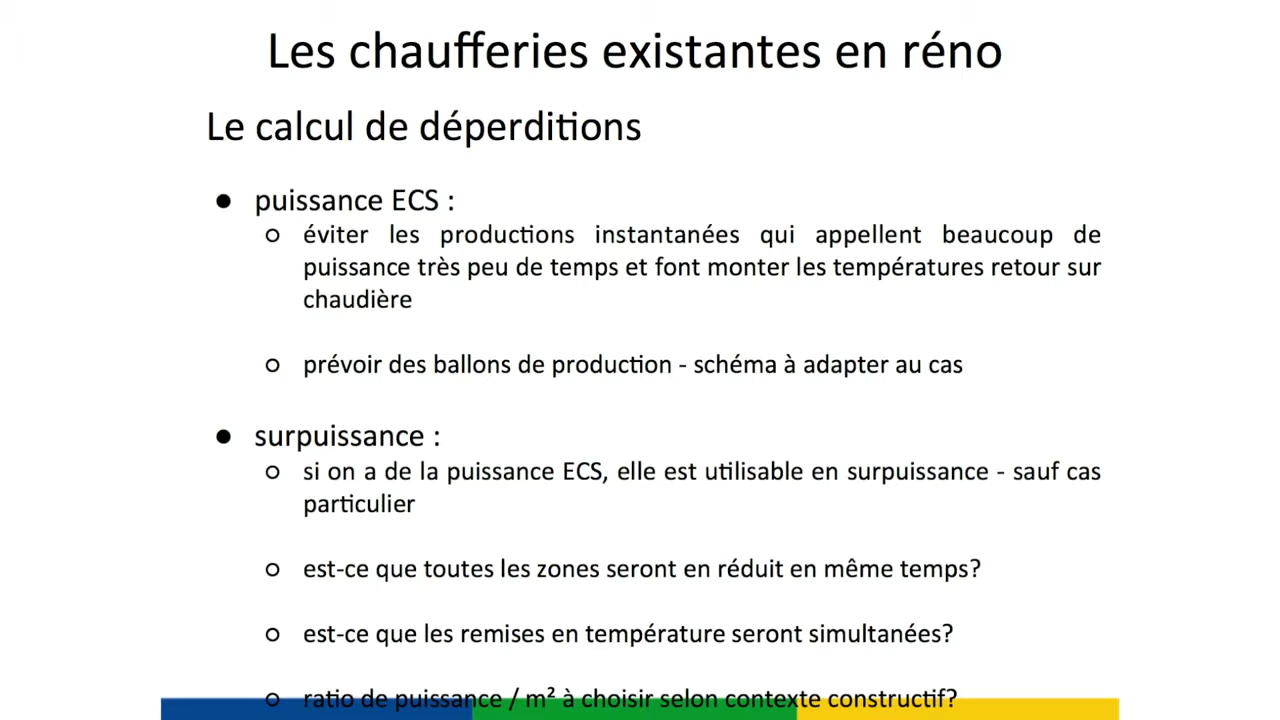 Les chaufferies existantes en réno
Le calcul de déperditions
● puissance ECS :
○ éviter les productions instantanées qui appellent beaucoup de
puissance très peu de temps et font monter les températures retour sur
chaudière
○ prévoir des ballons de production - schéma à adapter au cas
● surpuissance :
○ si on a de la puissance ECS, elle est utilisable en surpuissance - sauf cas
particulier
○ est-ce que toutes les zones seront en réduit en même temps?
○ est-ce que les remises en température seront simultanées?
○ ratio de puissance / m² à choisir selon contexte constructif?